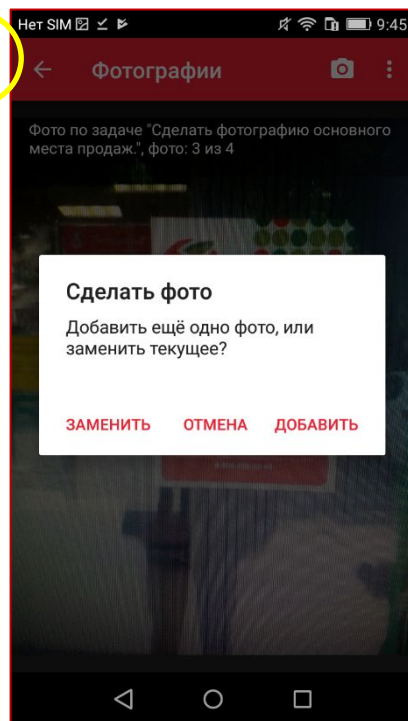 Нет SIM 9:45
Фотографии
Фото по задаче "Сделать фотографию основного
места продаж.", фото: 3 из 4
Сделать фото
Добавить ещё одно фото, или
заменить текущее?
ЗАМЕНИТЬ ОТМЕНА ДОБАВИТЬ